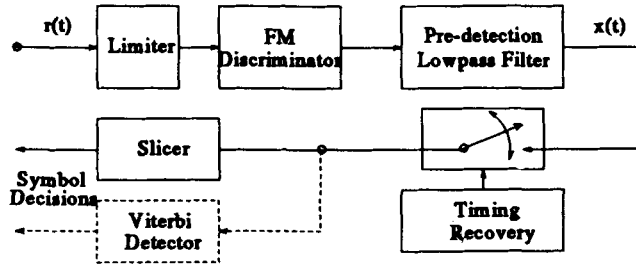 r(t)
Limiter
FM
Discriminator
Pre-detection
Lowpass Filter
x(t)
Slicer
Symbol
Decisions
Viterbi
Detector
Timing
Recovery